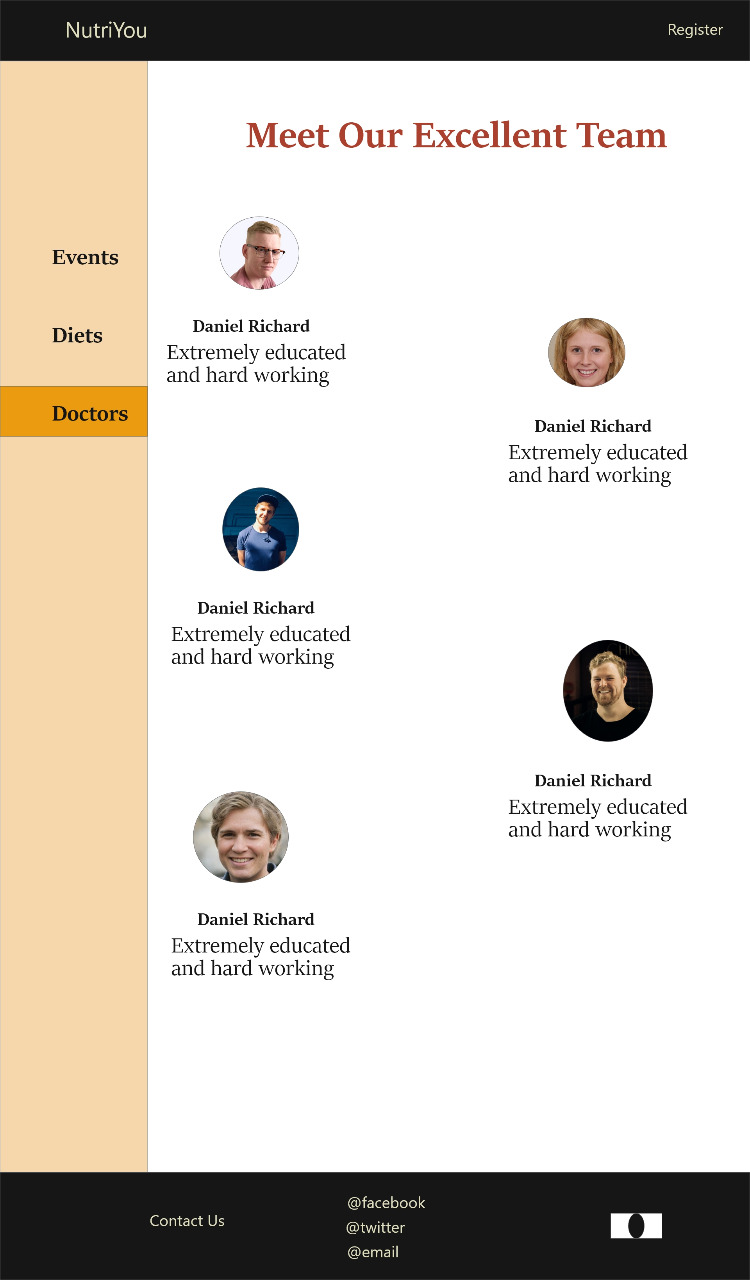 NutriYou
Register
Meet Our Excellent Team
Events
Diets
Doctors
Daniel Richard
Extremely educated
and hard working
Daniel Richard
Extremely educated
and hard working
Daniel Richard
Extremely educated
and hard working
Daniel Richard
Extremely educated
and hard working
Daniel Richard
Extremely educated
and hard working
Contact Us
@facebook
@twitter
@email